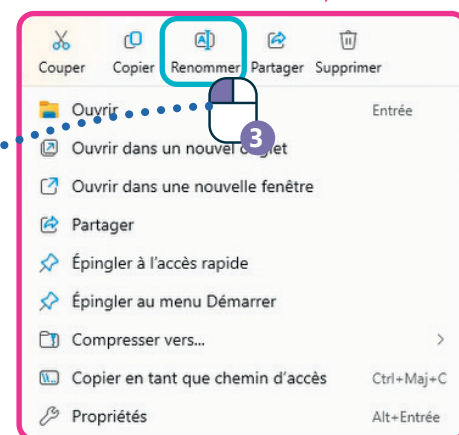 Couper Copier Renommer Partager Supprimer
Ouvrir Entrée
3
Ouvrir dans un nouvel onglet
Ouvrir dans une nouvelle fenêtre
Partager
Épingler à l'accès rapide
Épingler au menu Démarrer
Compresser vers...
Copier en tant que chemin d'accès Ctrl+Maj+C
Propriétés Alt+Entrée